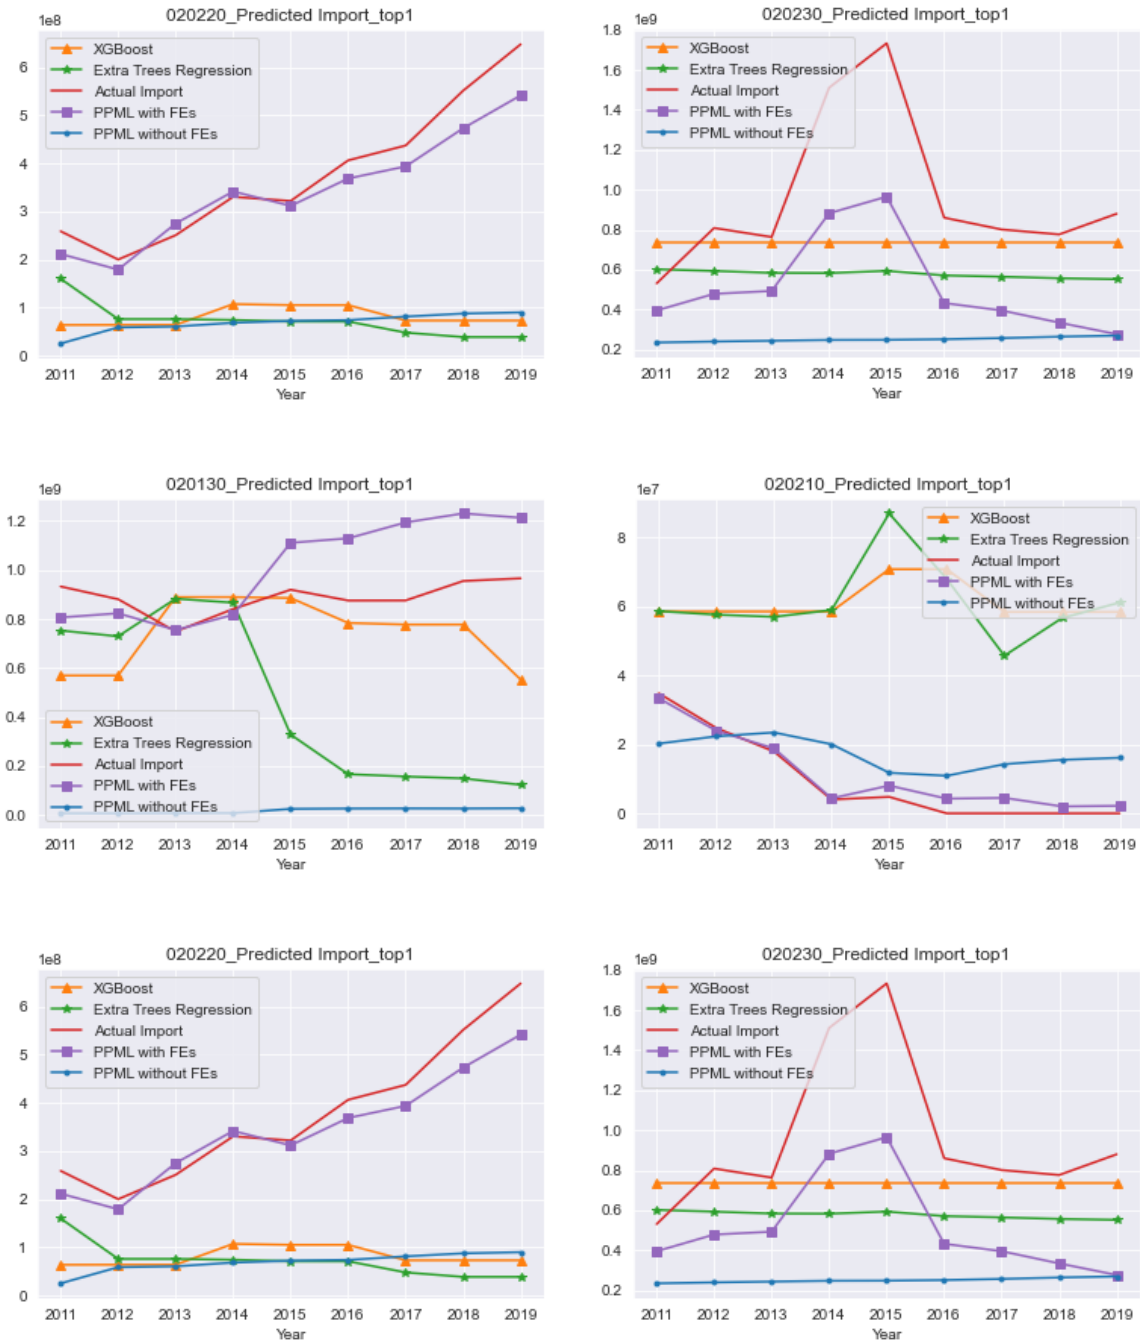 020220_Predicted Import_top1
1e8
XGBoost
Extra Trees Regression
Actual Import
PPML with FEs
PPML without FEs
6
5
4
3
2
1
0
2011 2012 2013 2014 2015 2016 2017 2018 2019
Year
020230_Predicted Import_top1
1e9
XGBoost
Extra Trees Regression
Actual Import
PPML with FEs
PPML without FEs
1.8
1.6
1.4
1.2
1.0
0.8
0.6
0.4
0.2
2011 2012 2013 2014 2015 2016 2017 2018 2019
Year
020130_Predicted Import_top1
1e9
1.2
1.0
0.8
0.6
0.4
0.2
0.0
XGBoost
Extra Trees Regression
Actual Import
PPML with FEs
PPML without FEs
2011 2012 2013 2014 2015 2016 2017 2018 2019
Year
020210_Predicted Import_top1
1e7
XGBoost
Extra Trees Regression
Actual Import
PPML with FEs
PPML without FEs
8
6
4
2
0
2011 2012 2013 2014 2015 2016 2017 2018 2019
Year
020220_Predicted Import_top1
1e8
XGBoost
Extra Trees Regression
Actual Import
PPML with FEs
PPML without FEs
6
5
4
3
2
1
0
2011 2012 2013 2014 2015 2016 2017 2018 2019
Year
020230_Predicted Import_top1
1e9
XGBoost
Extra Trees Regression
Actual Import
PPML with FEs
PPML without FEs
1.8
1.6
1.4
1.2
1.0
0.8
0.6
0.4
0.2
2011 2012 2013 2014 2015 2016 2017 2018 2019
Year